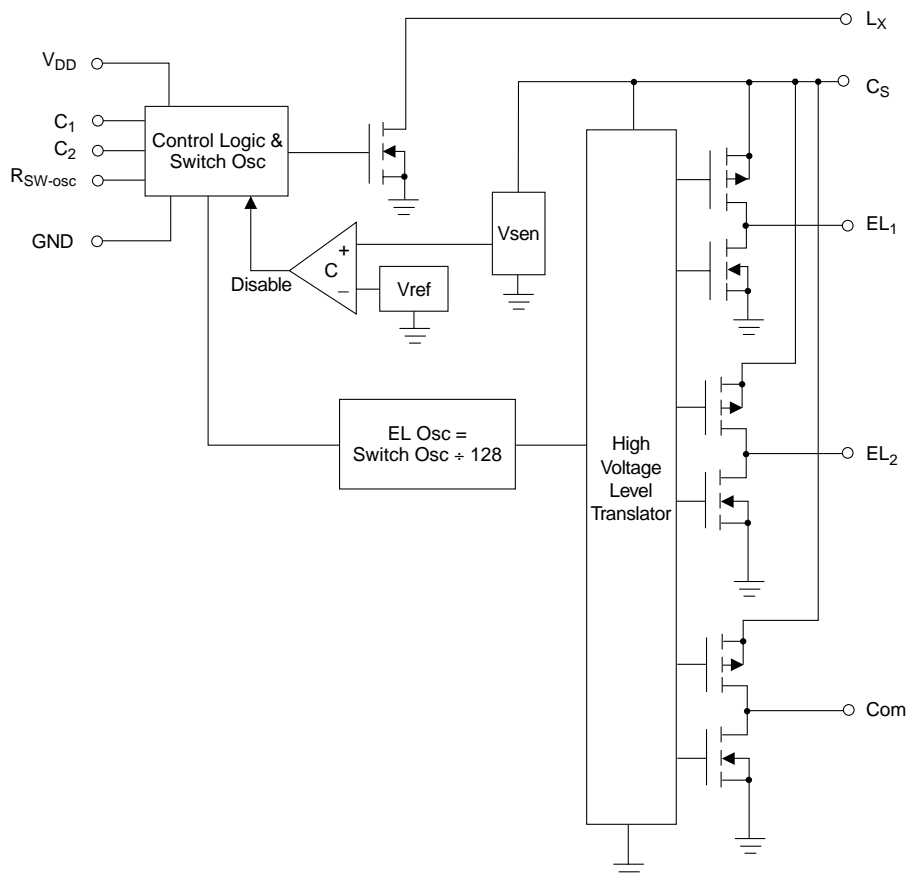 L_X
V_DD
C_S
C_1
C_2
R_SW-osc
GND
Control Logic &
Switch Osc
+
C
–
Disable
Vref
Vsen
EL_1
EL Osc =
Switch Osc ÷ 128
High
Voltage
Level
Translator
EL_2
Com